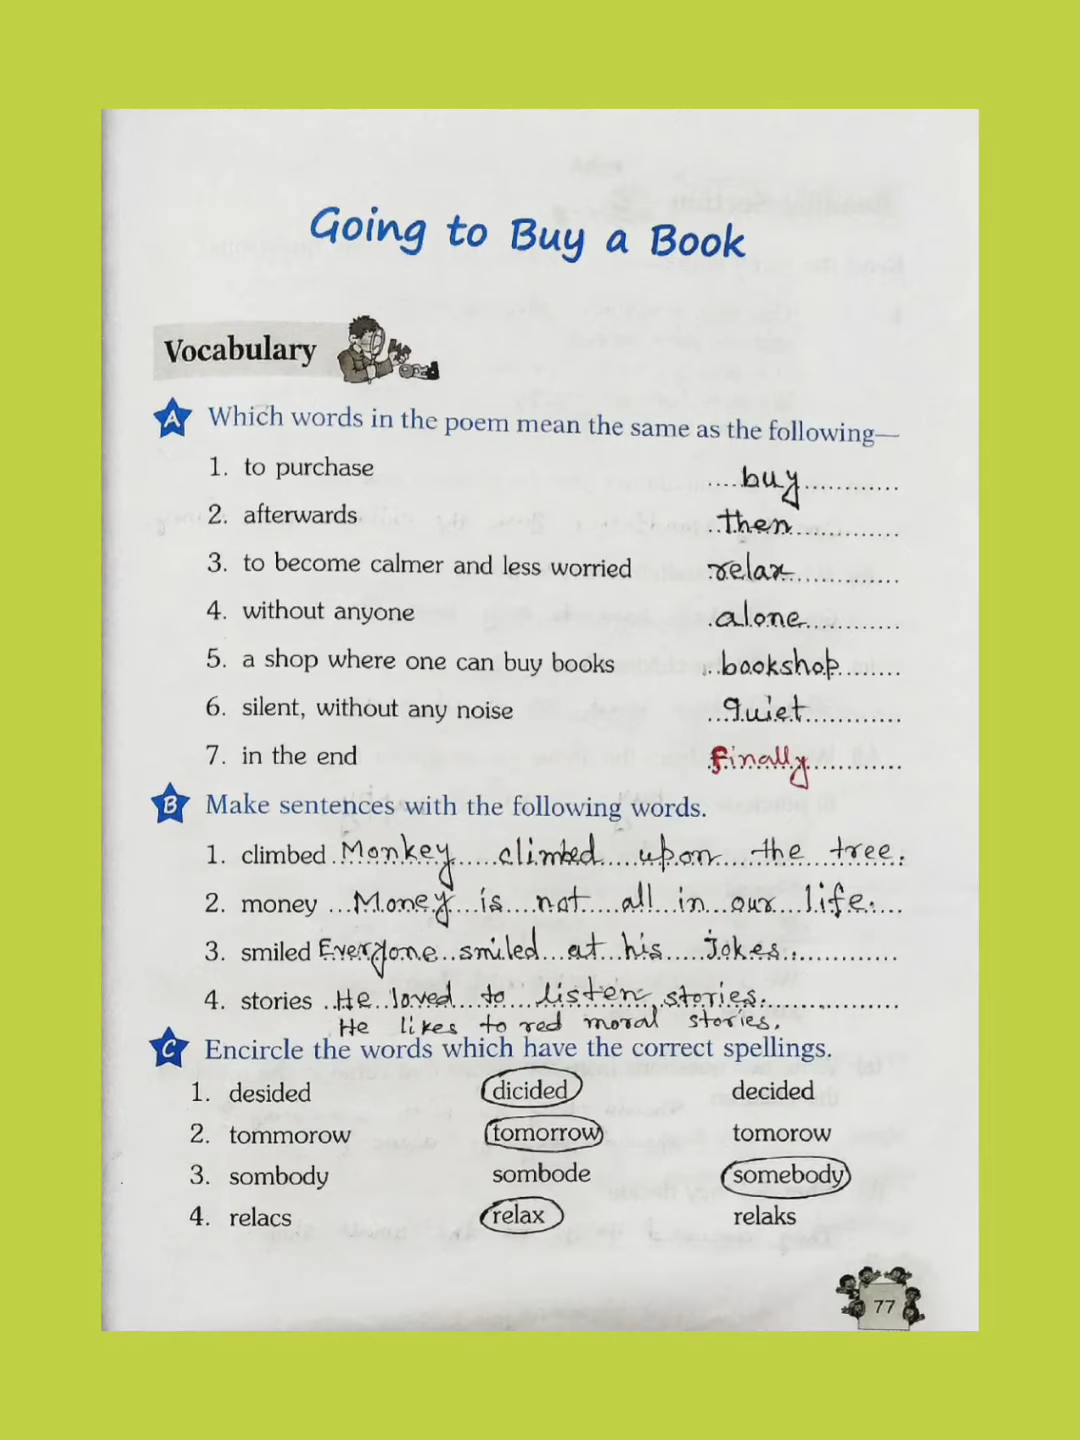 Going to Buy a Book
Vocabulary
A Which words in the poem mean the same as the following—
1. to purchase ....buy...........
2. afterwards ..then.............
3. to become calmer and less worried relax............
4. without anyone .alone..........
5. a shop where one can buy books ..bookshop........
6. silent, without any noise ...quiet............
7. in the end finally............
B Make sentences with the following words.
1. climbed Monkey climbed upon the tree.
2. money ...Money is not all in our life.
3. smiled Everyone smiled at his jokes.
4. stories ..He loved to listen stories.
He likes to red moral stories.
C Encircle the words which have the correct spellings.
1. desided dicided decided
2. tommorow tomorrow tomorow
3. sombody sombode somebody
4. relacs relax relaks
77